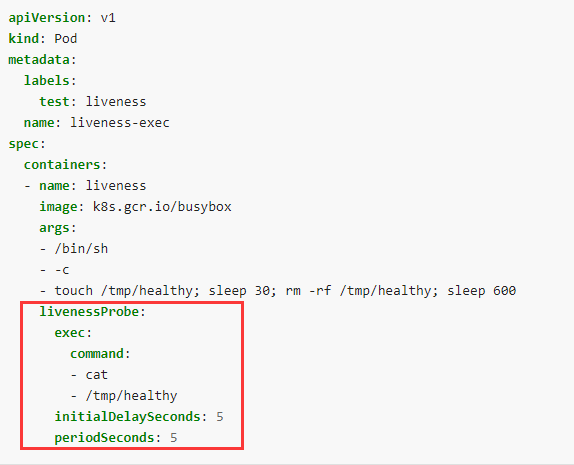 apiVersion: v1
kind: Pod
metadata:
  labels:
    test: liveness
  name: liveness-exec
spec:
  containers:
  - name: liveness
    image: k8s.gcr.io/busybox
    args:
    - /bin/sh
    - -c
    - touch /tmp/healthy; sleep 30; rm -rf /tmp/healthy; sleep 600
    livenessProbe:
      exec:
        command:
        - cat
        - /tmp/healthy
      initialDelaySeconds: 5
      periodSeconds: 5